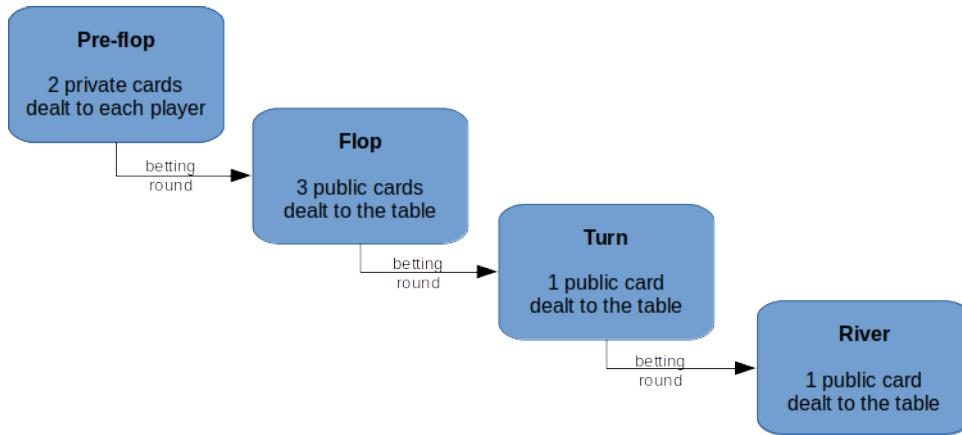 Pre-flop
2 private cards
dealt to each player
betting
round
Flop
3 public cards
dealt to the table
betting
round
Turn
1 public card
dealt to the table
betting
round
River
1 public card
dealt to the table